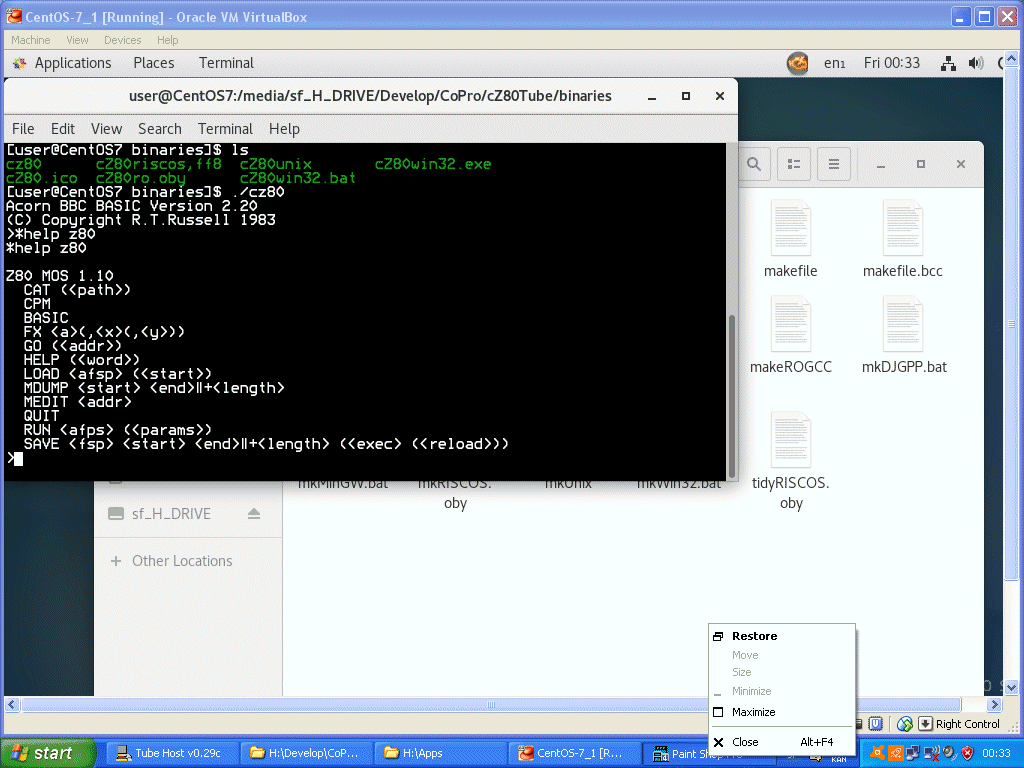 CentOS-7_1 [Running] - Oracle VM VirtualBox
Machine View Devices Help
Applications Places Terminal en1 Fri 00:33
user@CentOS7:/media/sf_H_DRIVE/Develop/CoPro/cZ80Tube/binaries
File Edit View Search Terminal Help
[user@CentOS7 binaries]$ ls
cz80 cZ80riscos,ff8 cZ80unix cZ80win32.exe
cZ80.ico cZ80ro.oby cZ80win32.bat
[user@CentOS7 binaries]$ ./cz80
Acorn BBC BASIC Version 2.20
(C) Copyright R.T.Russell 1983
>*help z80
*help z80
Z80 MOS 1.10
CAT (<path>)
CPM
BASIC
FX <a>(,<x>(,<y>))
GO (<addr>)
HELP (<word>)
LOAD <afsp> (<start>)
MDUMP <start> <end>‖+<length>
MEDIT <addr>
QUIT
RUN <afps> (<params>)
SAVE <fsp> <start> <end>‖+<length> (<exec> (<reload>))
>
makefile makefile.bcc
makeROGCC mkDJGPP.bat
mkMinGW.bat mkRISCOS.oby mkUnix mkWin32.bat tidyRISCOS.oby
sf_H_DRIVE
+ Other Locations
Restore
Move
Size
Minimize
Maximize
Close Alt+F4
Right Control
start Tube Host v0.29c H:\Develop\CoP... H:\Apps CentOS-7_1 [R... Paint Shop Pro KAN 00:33